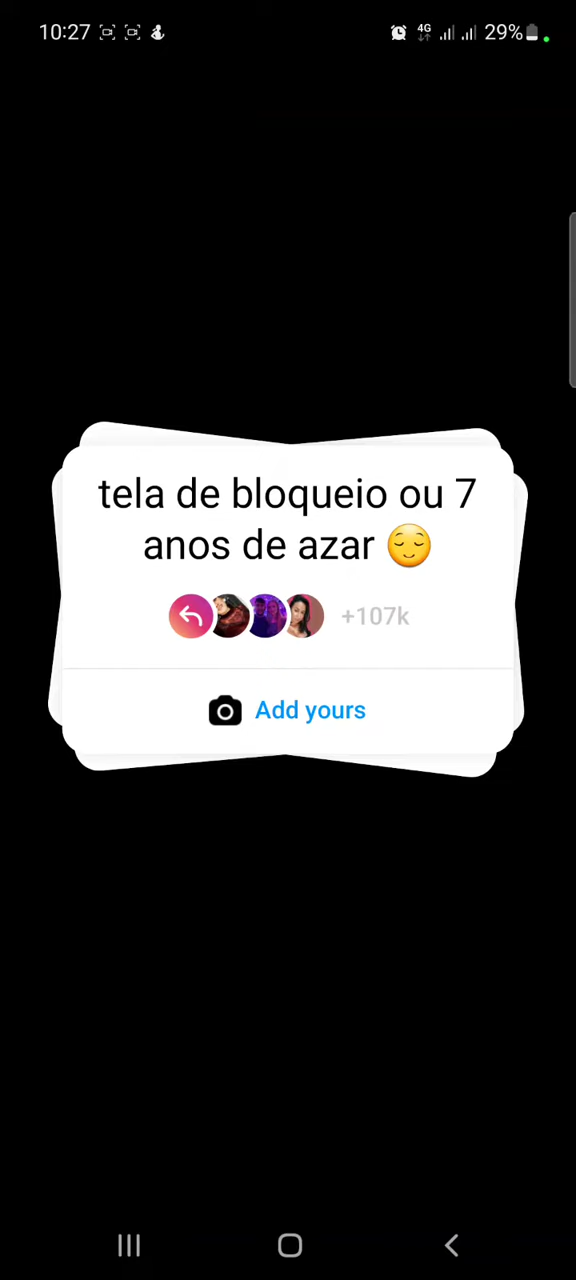 10:27 4G 29%
tela de bloqueio ou 7
anos de azar 😌
+107k
Add yours